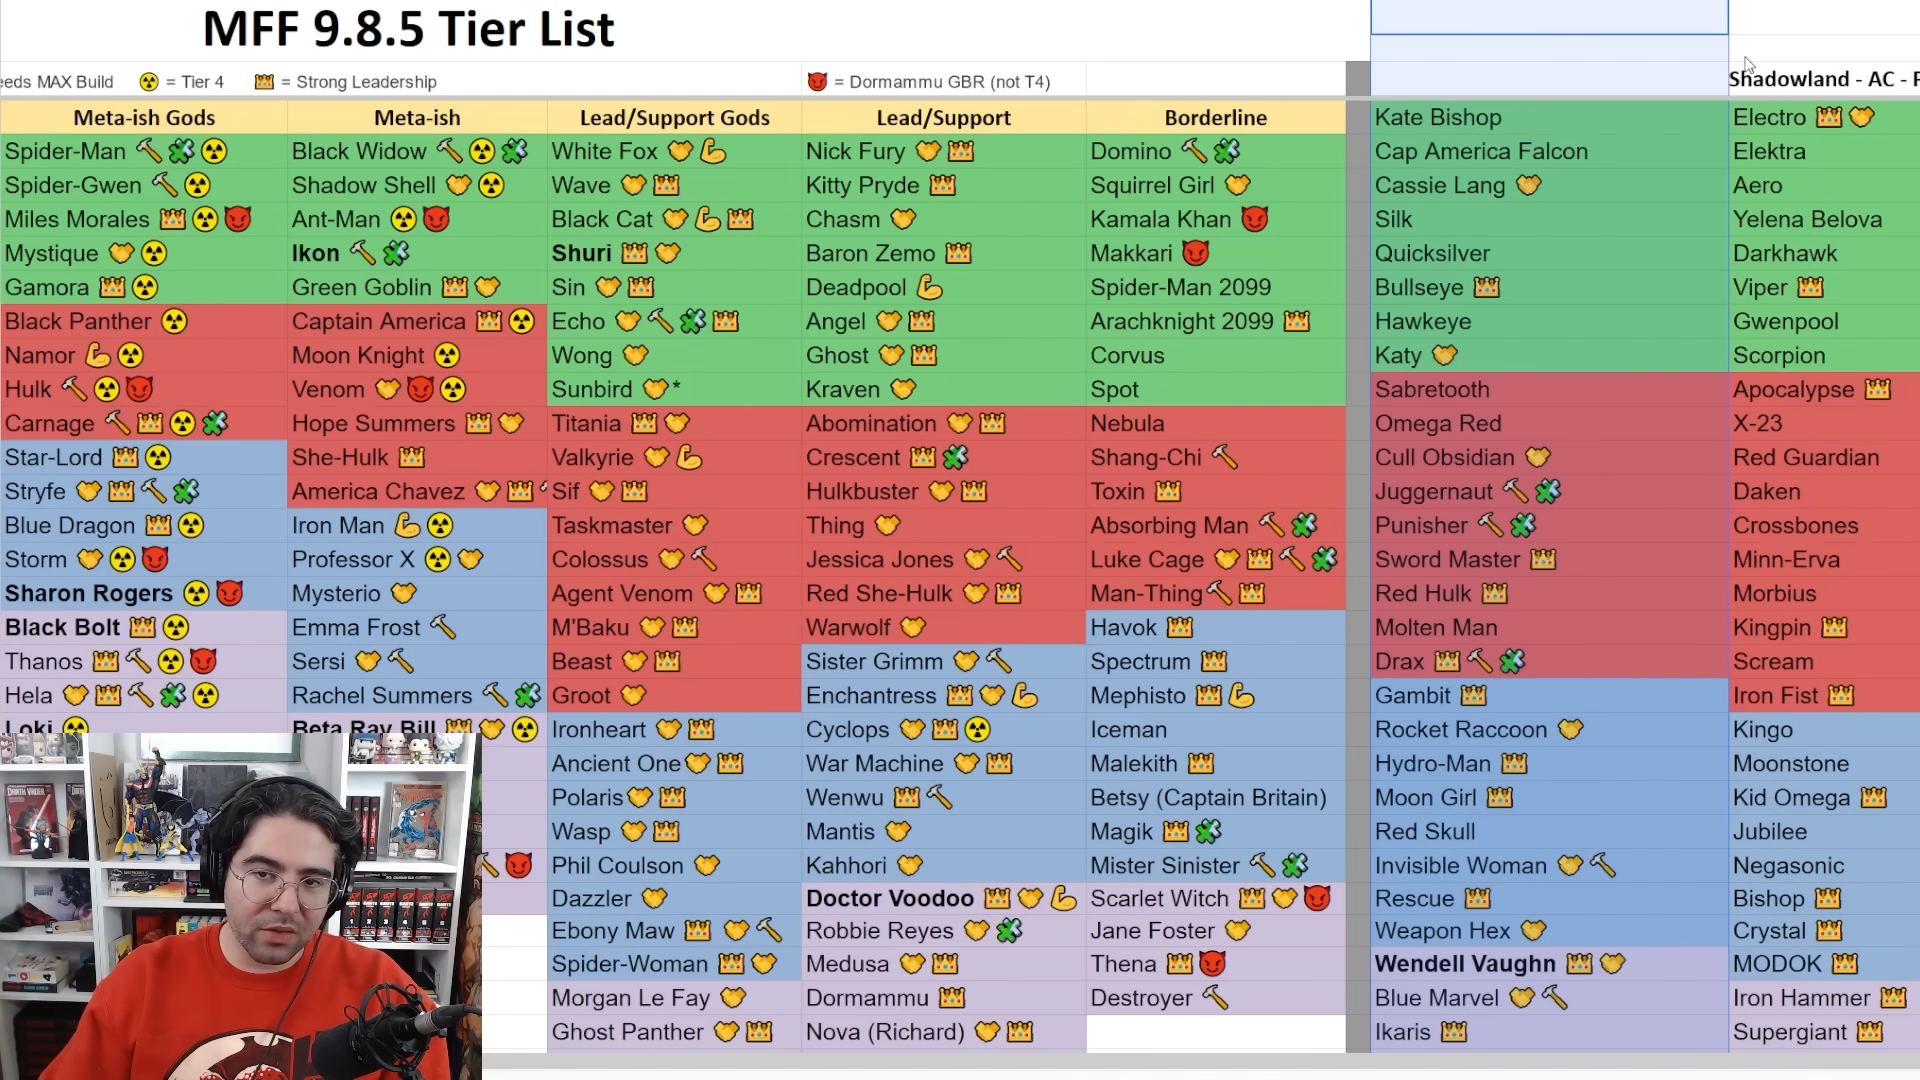 MFF 9.8.5 Tier List
eeds MAX Build = Tier 4 = Strong Leadership = Dormammu GBR (not T4) Shadowland - AC -
Meta-ish Gods Meta-ish Lead/Support Gods Lead/Support Borderline Kate Bishop Electro
Spider-Man Black Widow White Fox Nick Fury Domino Cap America Falcon Elektra
Spider-Gwen Shadow Shell Wave Kitty Pryde Squirrel Girl Cassie Lang Aero
Miles Morales Ant-Man Black Cat Chasm Kamala Khan Silk Yelena Belova
Mystique Ikon Shuri Baron Zemo Makkari Quicksilver Darkhawk
Gamora Green Goblin Sin Deadpool Spider-Man 2099 Bullseye Viper
Black Panther Captain America Echo Angel Arachknight 2099 Hawkeye Gwenpool
Namor Moon Knight Wong Ghost Corvus Katy Scorpion
Hulk Venom Sunbird * Kraven Spot Sabretooth Apocalypse
Carnage Hope Summers Titania Abomination Nebula Omega Red X-23
Star-Lord She-Hulk Valkyrie Crescent Shang-Chi Cull Obsidian Red Guardian
Stryfe America Chavez Sif Hulkbuster Toxin Juggernaut Daken
Blue Dragon Iron Man Taskmaster Thing Absorbing Man Punisher Crossbones
Storm Professor X Colossus Jessica Jones Luke Cage Sword Master Minn-Erva
Sharon Rogers Mysterio Agent Venom Red She-Hulk Man-Thing Red Hulk Morbius
Black Bolt Emma Frost M'Baku Warwolf Havok Molten Man Kingpin
Thanos Sersi Beast Sister Grimm Spectrum Drax Scream
Hela Rachel Summers Groot Enchantress Mephisto Gambit Iron Fist
Loki Beta Ray Bill Ironheart Cyclops Iceman Rocket Raccoon Kingo
Ancient One War Machine Malekith Hydro-Man Moonstone
Polaris Wenwu Betsy (Captain Britain) Moon Girl Kid Omega
Wasp Mantis Magik Red Skull Jubilee
Phil Coulson Kahhori Mister Sinister Invisible Woman Negasonic
Dazzler Doctor Voodoo Scarlet Witch Rescue Bishop
Ebony Maw Robbie Reyes Jane Foster Weapon Hex Crystal
Spider-Woman Medusa Thena Wendell Vaughn MODOK
Morgan Le Fay Dormammu Destroyer Blue Marvel Iron Hammer
Ghost Panther Nova (Richard) Ikaris Supergiant